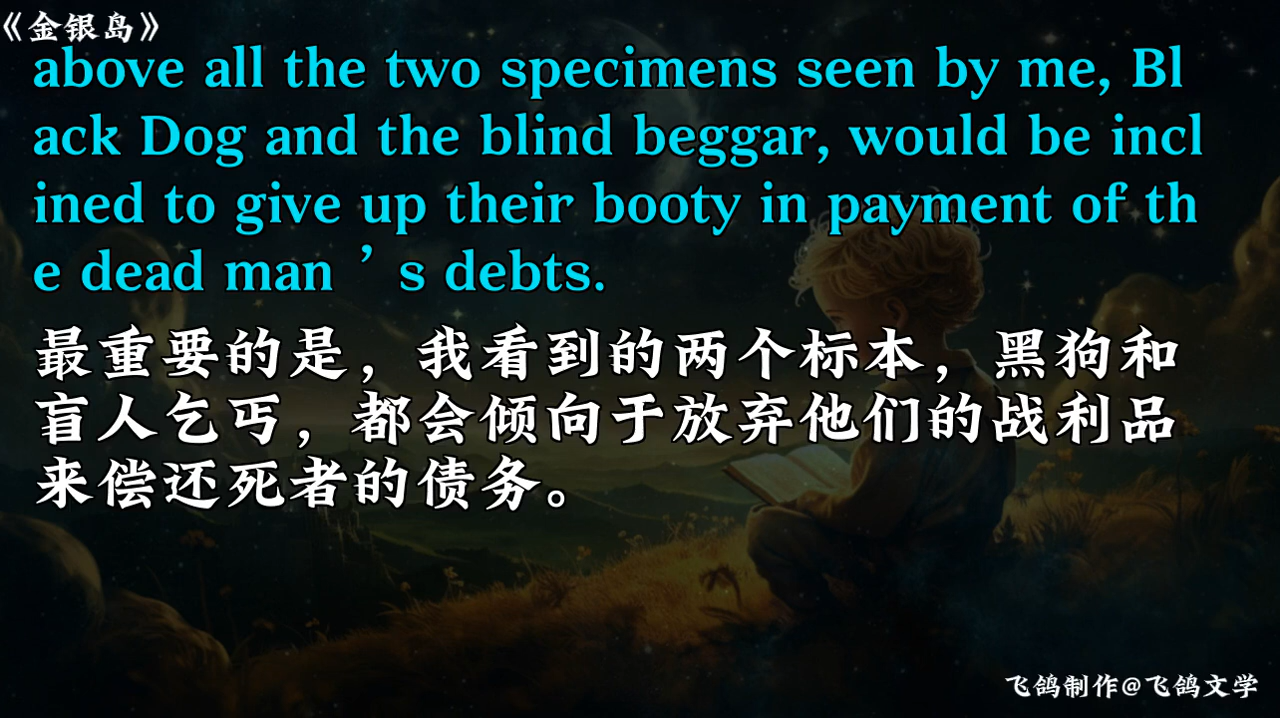 《金银岛》
above all the two specimens seen by me, Bl
ack Dog and the blind beggar, would be incl
ined to give up their booty in payment of th
e dead man ’ s debts.
最重要的是，我看到的两个标本，黑狗和
盲人乞丐，都会倾向于放弃他们的战利品
来偿还死者的债务。
飞鸽制作@飞鸽文学